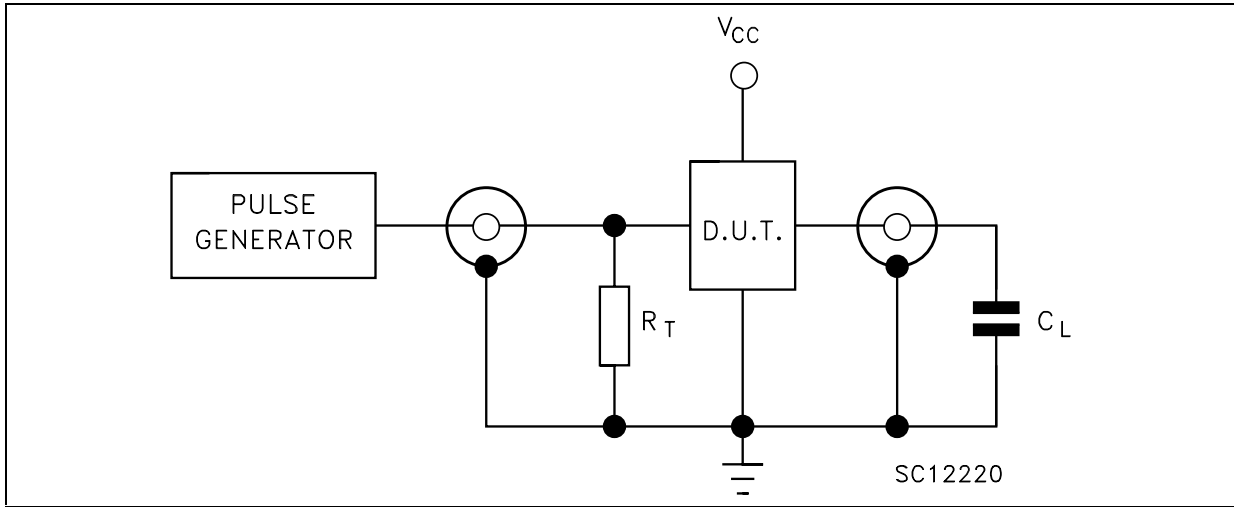 VCC
PULSE
GENERATOR
D.U.T.
RT
CL
SC12220